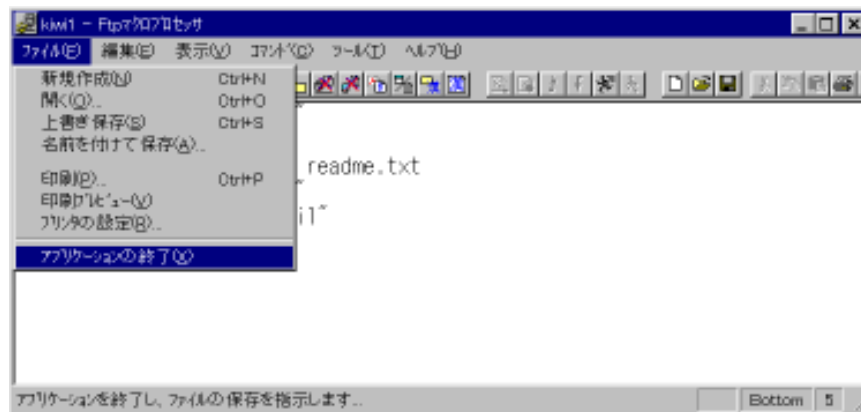 kiwi1 - Ftpﾏｸﾛﾌﾟﾛｾｯｻ
ﾌｧｲﾙ(F) 編集(E) 表示(V) ｺﾏﾝﾄﾞ(C) ﾂｰﾙ(T) ﾍﾙﾌﾟ(H)
新規作成(N) Ctrl+N
開く(O)... Ctrl+O
上書き保存(S) Ctrl+S
名前を付けて保存(A)...
_readme.txt
印刷(P)... Ctrl+P
印刷ﾌﾟﾚﾋﾞｭｰ(V)
il"
ﾌﾟﾘﾝﾀの設定(R)...
ｱﾌﾟﾘｹｰｼｮﾝの終了(X)
ｱﾌﾟﾘｹｰｼｮﾝを終了し、ﾌｧｲﾙの保存を指示します... Bottom 5